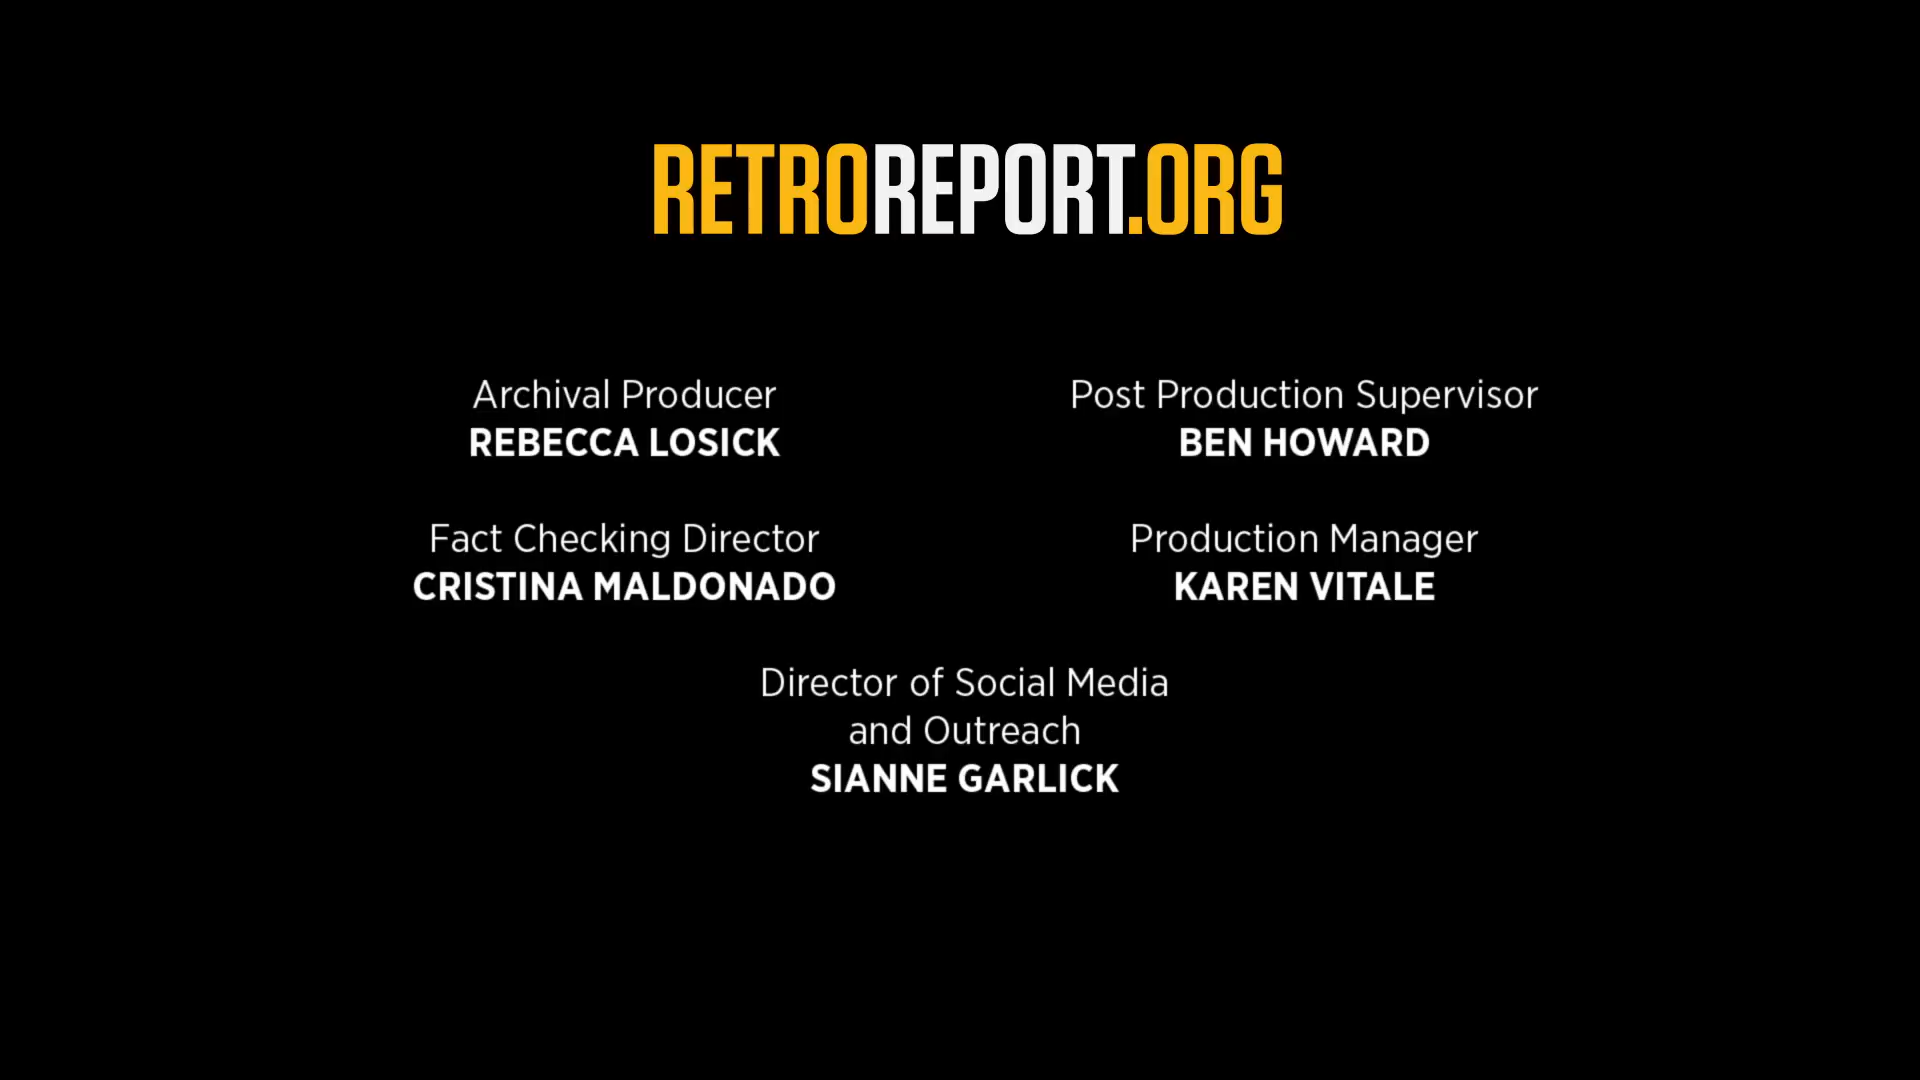 RETROREPORT.ORG
Archival Producer
REBECCA LOSICK
Post Production Supervisor
BEN HOWARD
Fact Checking Director
CRISTINA MALDONADO
Production Manager
KAREN VITALE
Director of Social Media
and Outreach
SIANNE GARLICK